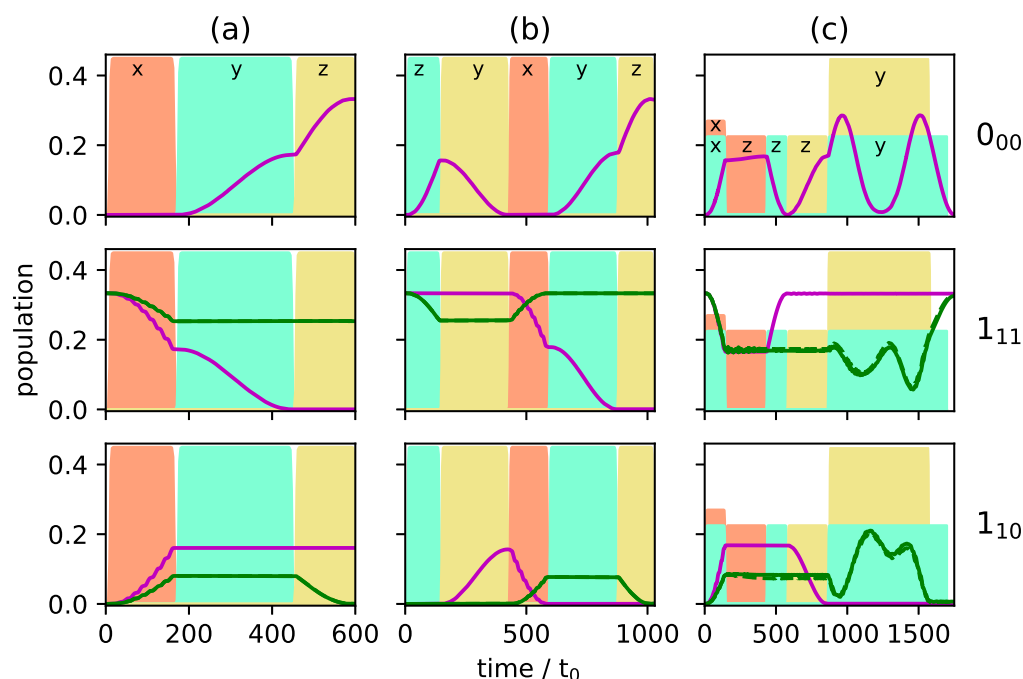 (a) (b) (c)
0.4 x y z z y x y z x y
0.2 x z z z y 0₀₀
0.0
0.4
0.2 population 1₁₁
0.0
0.4
0.2 1₁₀
0.0
0 200 400 600 0 500 1000 0 500 1000 1500
time / t₀